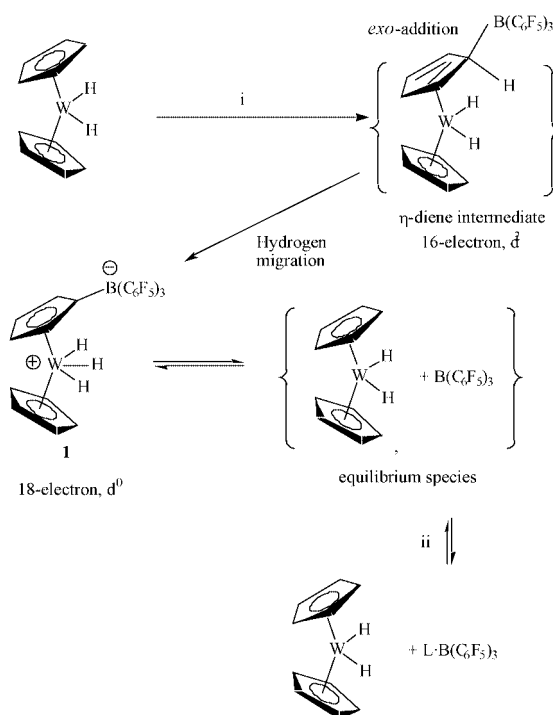 exo-addition
B(C₆F₅)₃
H
W
H
H
i
H
W
H
η-diene intermediate
16-electron, d²
Hydrogen
migration
⊖
B(C₆F₅)₃
⊕
W
H
H
H
1
18-electron, d⁰
W
H
H
+ B(C₆F₅)₃
,
equilibrium species
ii
W
H
H
+ L·B(C₆F₅)₃